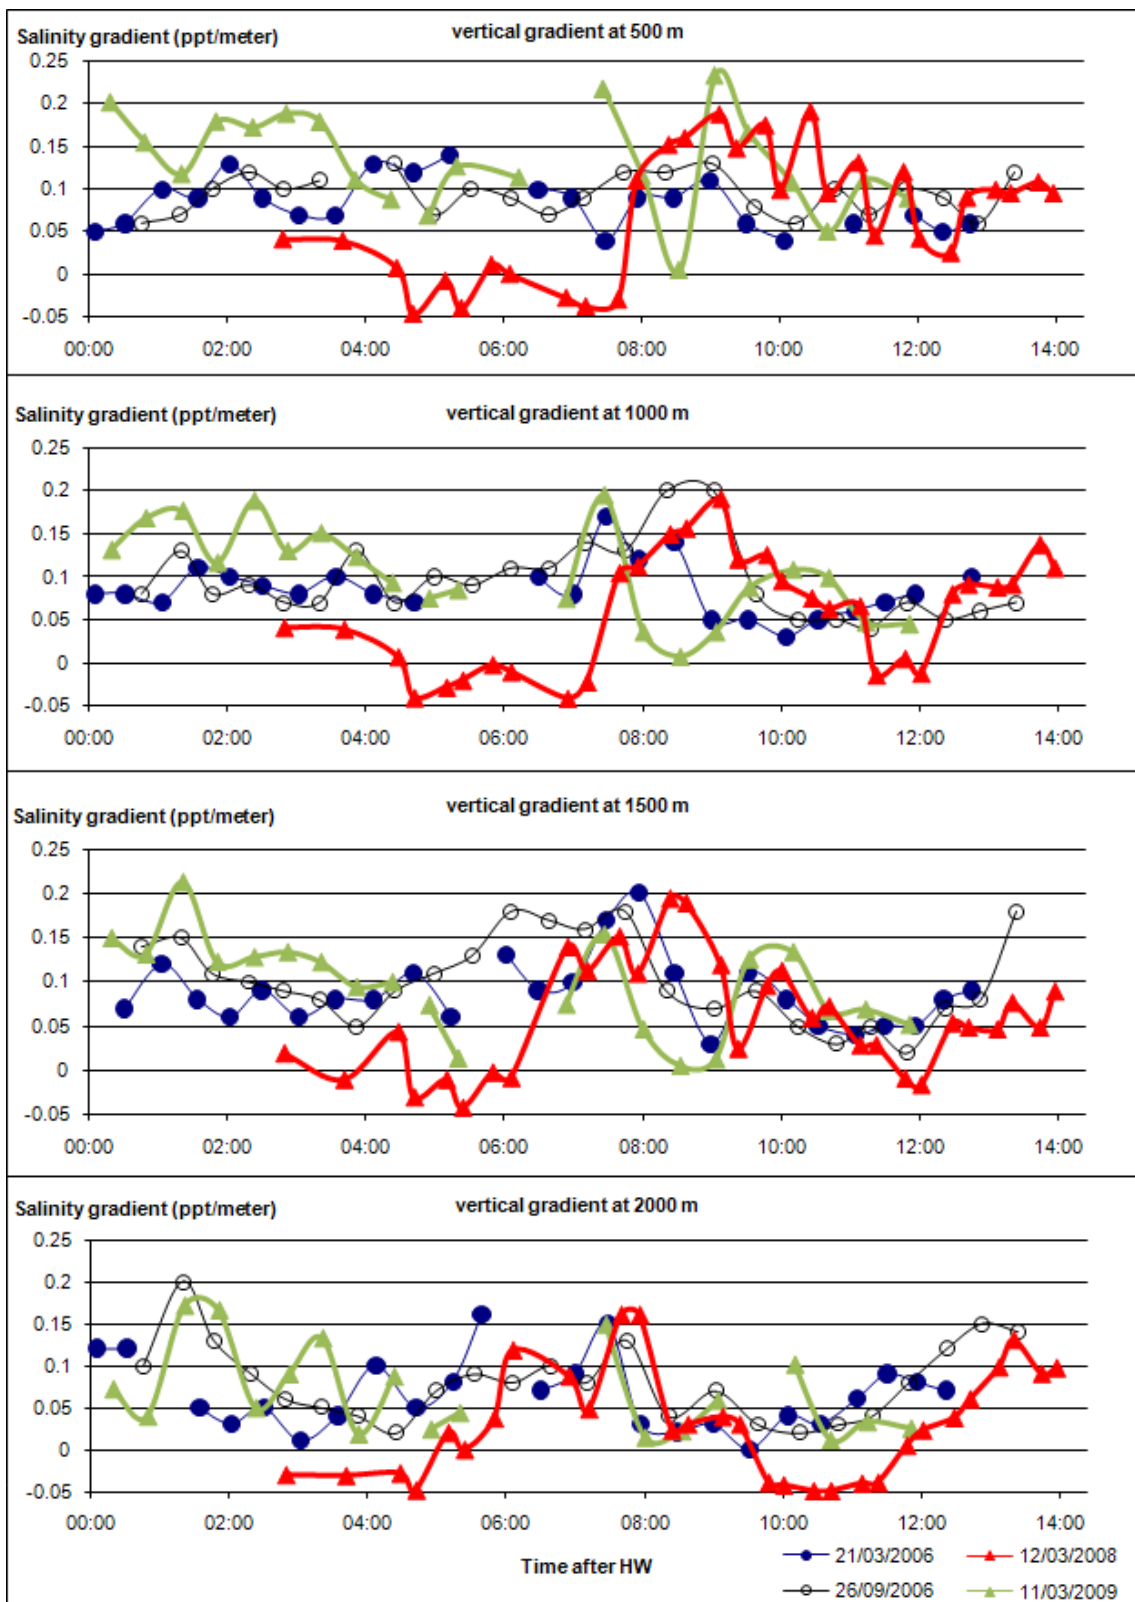 Salinity gradient (ppt/meter)
vertical gradient at 500 m
0.25
0.2
0.15
0.1
0.05
0
-0.05
00:00 02:00 04:00 06:00 08:00 10:00 12:00 14:00
Salinity gradient (ppt/meter)
vertical gradient at 1000 m
0.25
0.2
0.15
0.1
0.05
0
-0.05
00:00 02:00 04:00 06:00 08:00 10:00 12:00 14:00
Salinity gradient (ppt/meter)
vertical gradient at 1500 m
0.25
0.2
0.15
0.1
0.05
0
-0.05
00:00 02:00 04:00 06:00 08:00 10:00 12:00 14:00
Salinity gradient (ppt/meter)
vertical gradient at 2000 m
0.25
0.2
0.15
0.1
0.05
0
-0.05
00:00 02:00 04:00 06:00 08:00 10:00 12:00 14:00
Time after HW
21/03/2006 12/03/2008
26/09/2006 11/03/2009